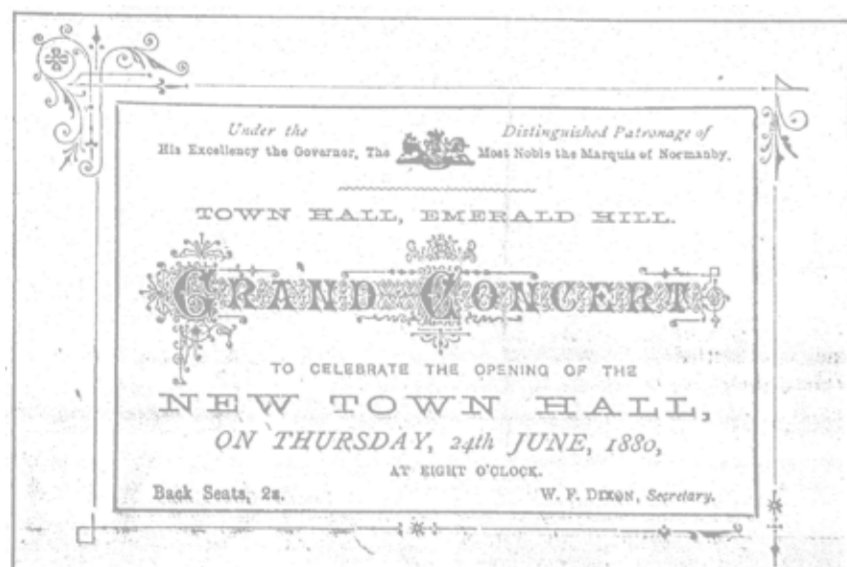 Under the Distinguished Patronage of
His Excellency the Governor, The Most Noble the Marquis of Normanby.
TOWN HALL, EMERALD HILL.
GRAND CONCERT
TO CELEBRATE THE OPENING OF THE
NEW TOWN HALL,
ON THURSDAY, 24th JUNE, 1880,
AT EIGHT O'CLOCK.
Back Seats, 2s. W. F. DIXON, Secretary.